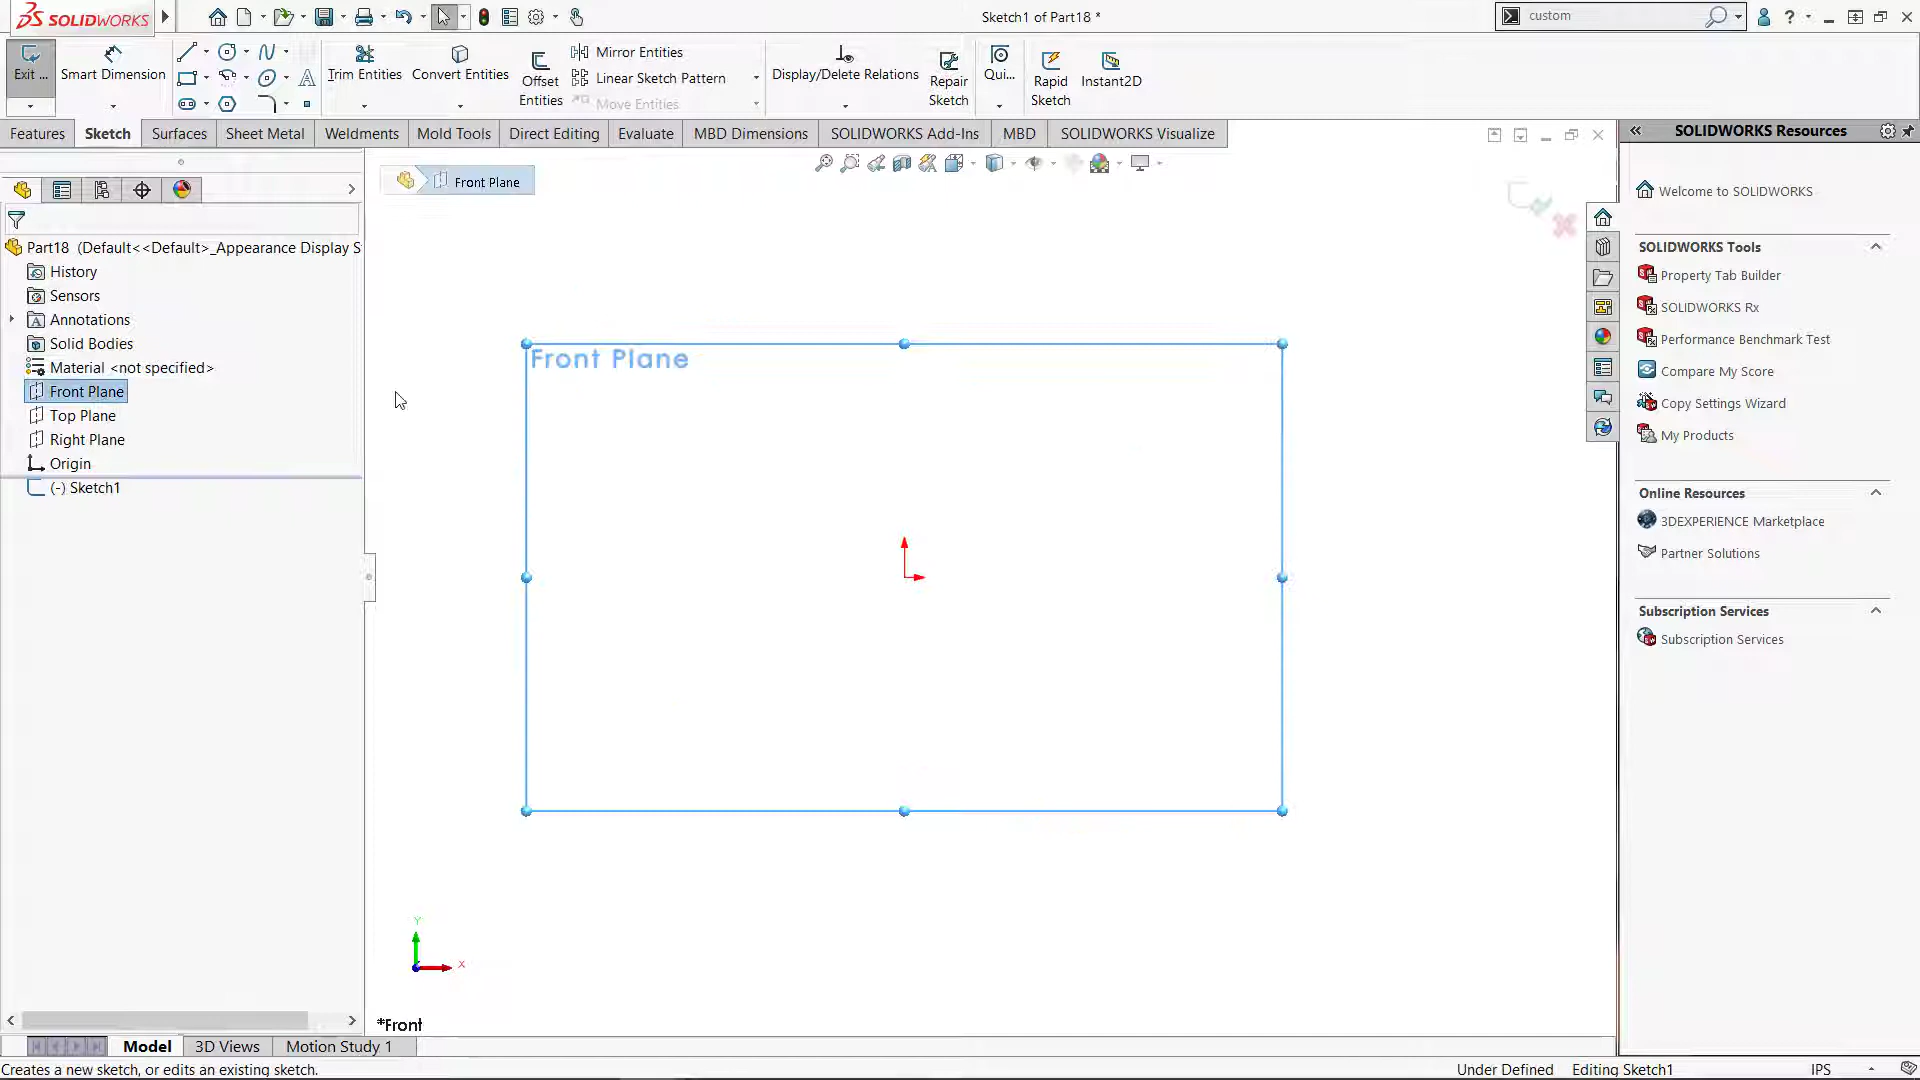 SOLIDWORKS
Sketch1 of Part18 *
custom
Exit ...
Smart Dimension
Trim Entities
Convert Entities
Offset
Entities
Mirror Entities
Linear Sketch Pattern
Move Entities
Display/Delete Relations
Repair
Sketch
Qui...
Rapid
Sketch
Instant2D
Features
Sketch
Surfaces
Sheet Metal
Weldments
Mold Tools
Direct Editing
Evaluate
MBD Dimensions
SOLIDWORKS Add-Ins
MBD
SOLIDWORKS Visualize
Front Plane
Part18 (Default<<Default>_Appearance Display S
History
Sensors
Annotations
Solid Bodies
Material <not specified>
Front Plane
Top Plane
Right Plane
Origin
(-) Sketch1
Front Plane
Y
X
*Front
SOLIDWORKS Resources
Welcome to SOLIDWORKS
SOLIDWORKS Tools
Property Tab Builder
SOLIDWORKS Rx
Performance Benchmark Test
Compare My Score
Copy Settings Wizard
My Products
Online Resources
3DEXPERIENCE Marketplace
Partner Solutions
Subscription Services
Subscription Services
Model
3D Views
Motion Study 1
Creates a new sketch, or edits an existing sketch.
Under Defined
Editing Sketch1
IPS